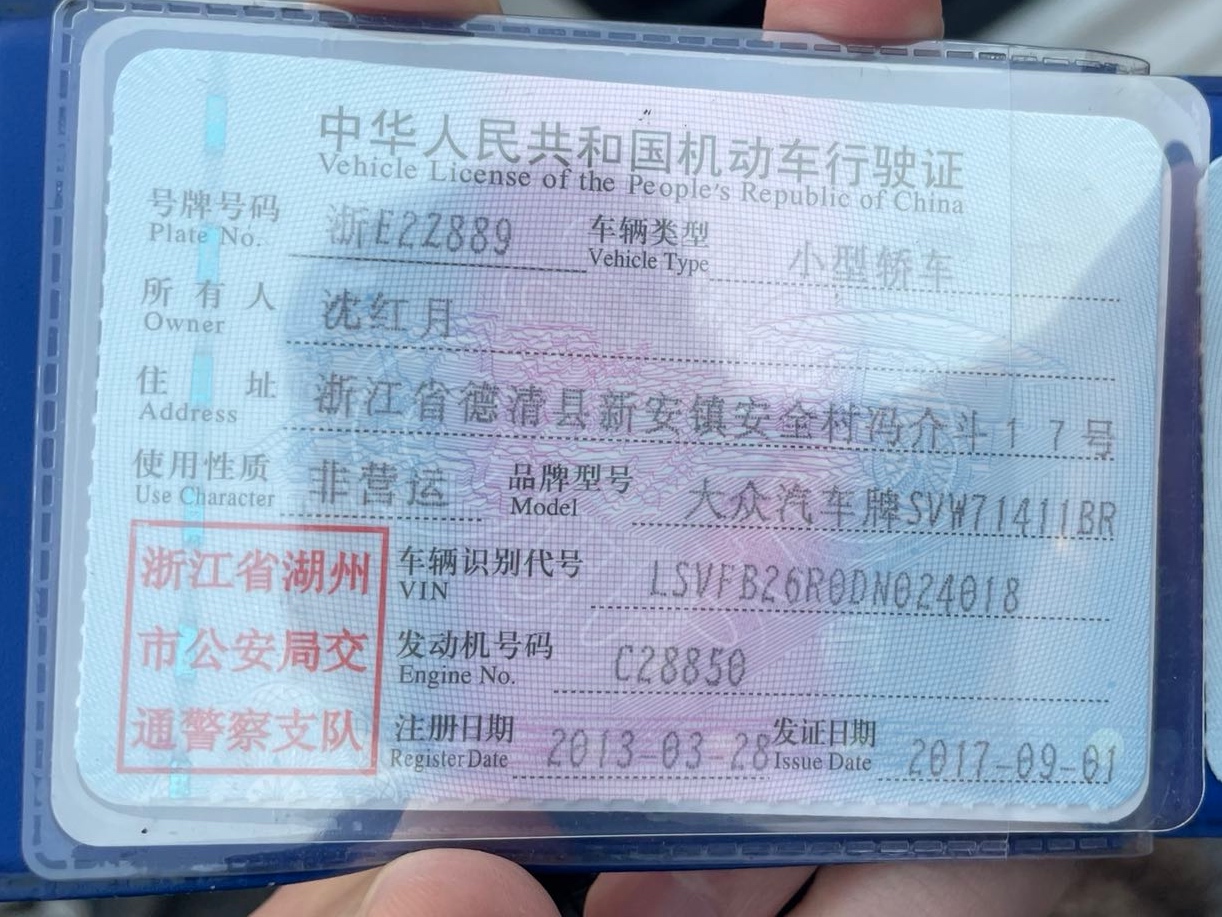 中华人民共和国机动车行驶证
Vehicle License of the People's Republic of China
号牌号码 浙E2Z889 车辆类型 小型轿车
Plate No. Vehicle Type
所有人 沈红月
Owner
住址 浙江省德清县新安镇安全村冯介斗17号
Address
使用性质 非营运 品牌型号 大众汽车牌SVW71411BR
Use Character Model
浙江省湖州
市公安局交
通警察支队
车辆识别代号 LSVFB26R0DN024018
VIN
发动机号码 C28850
Engine No.
注册日期 2013-03-28 发证日期 2017-09-01
Register Date Issue Date